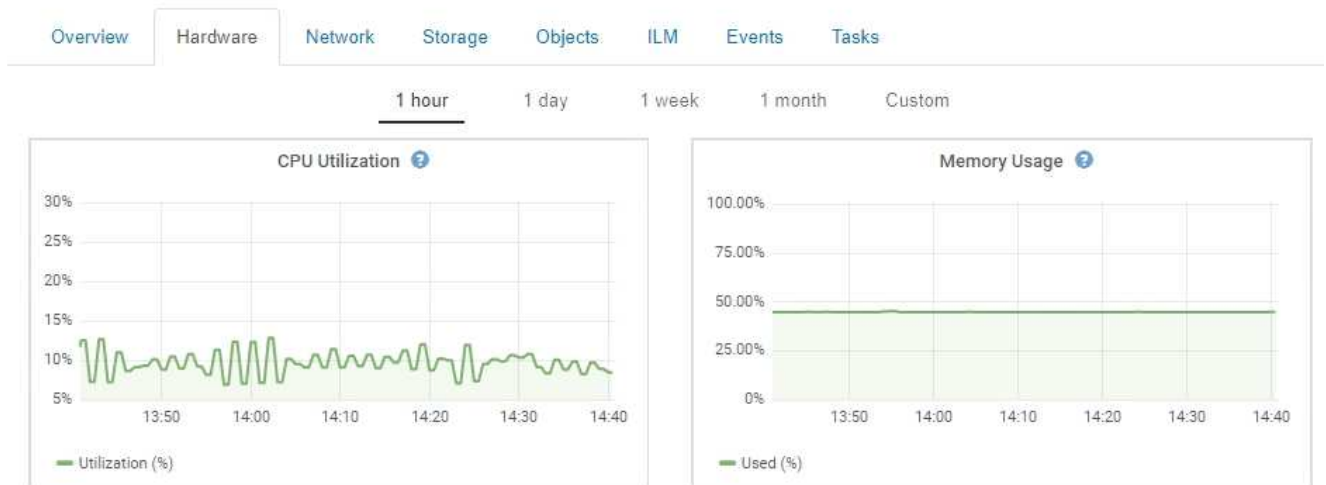 Overview Hardware Network Storage Objects ILM Events Tasks
1 hour 1 day 1 week 1 month Custom
CPU Utilization ?
30%
25%
20%
15%
10%
5%
13:50 14:00 14:10 14:20 14:30 14:40
Utilization (%)
Memory Usage ?
100.00%
75.00%
50.00%
25.00%
0%
13:50 14:00 14:10 14:20 14:30 14:40
Used (%)